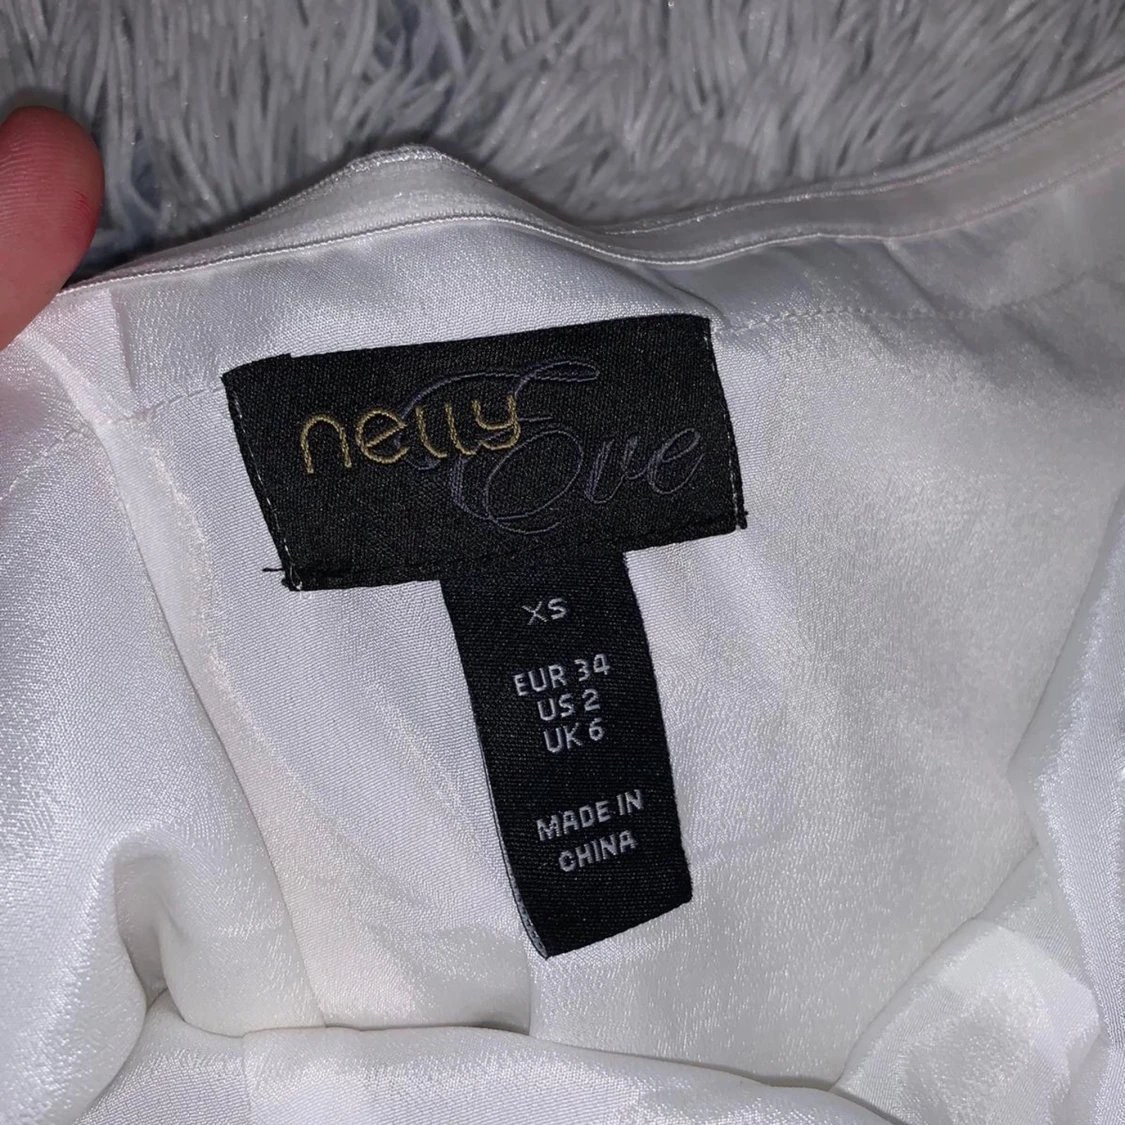 nelly Eve
XS
EUR 34
US 2
UK 6
MADE IN
CHINA